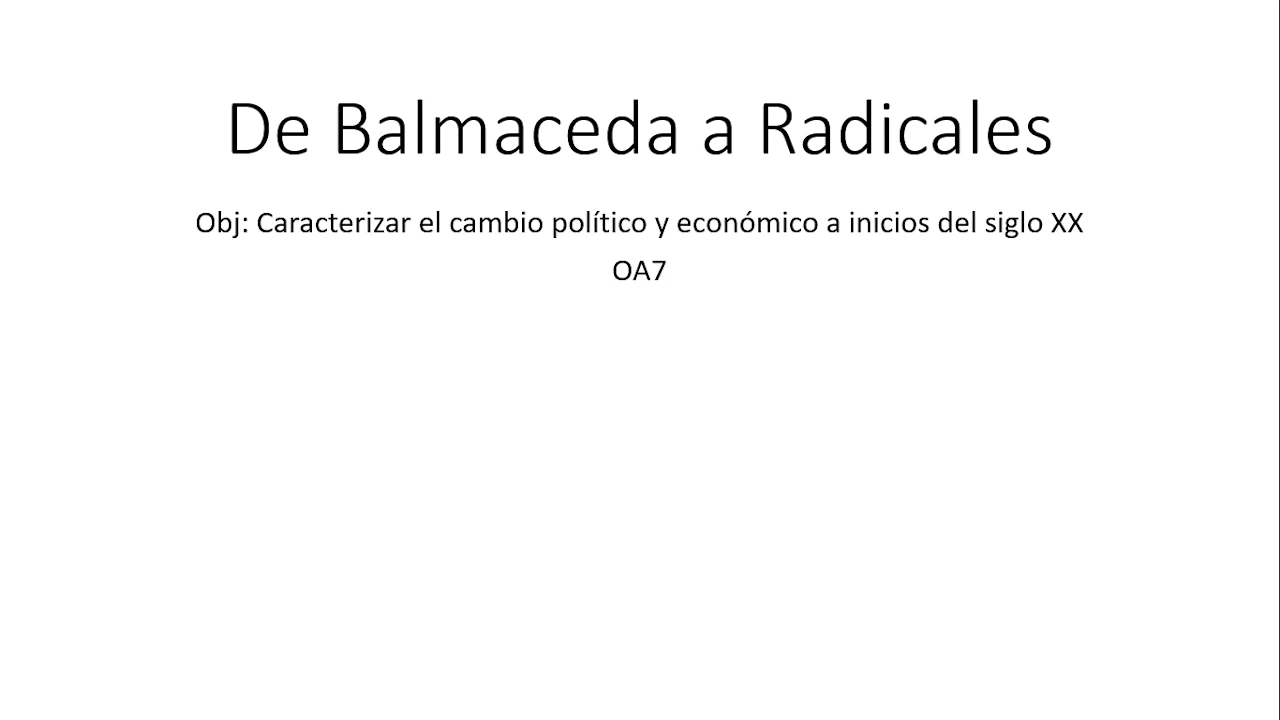 De Balmaceda a Radicales
Obj: Caracterizar el cambio político y económico a inicios del siglo XX
OA7